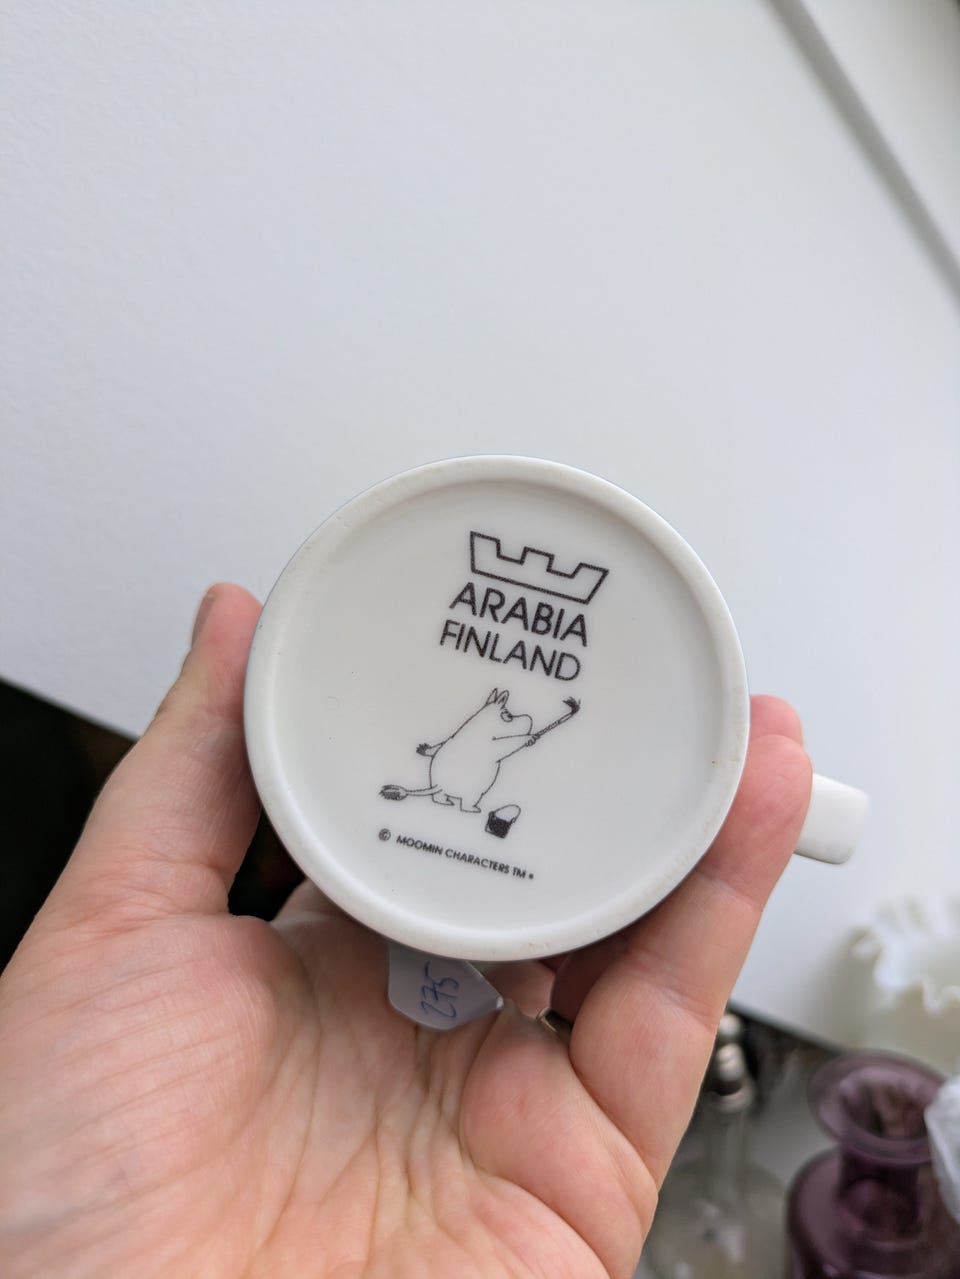 ARABIA
FINLAND
© MOOMIN CHARACTERS TM
275